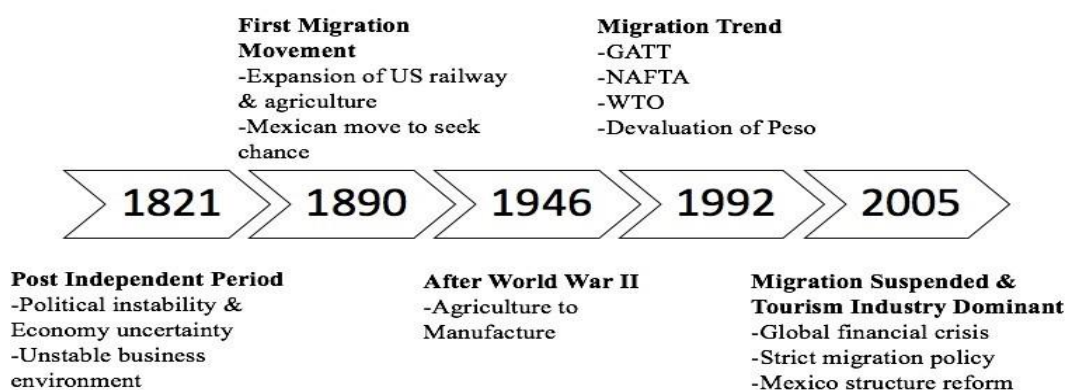 First Migration
Movement
-Expansion of US railway
& agriculture
-Mexican move to seek
chance
Migration Trend
-GATT
-NAFTA
-WTO
-Devaluation of Peso
1821
1890
1946
1992
2005
Post Independent Period
-Political instability &
Economy uncertainty
-Unstable business
environment
After World War II
-Agriculture to
Manufacture
Migration Suspended &
Tourism Industry Dominant
-Global financial crisis
-Strict migration policy
-Mexico structure reform